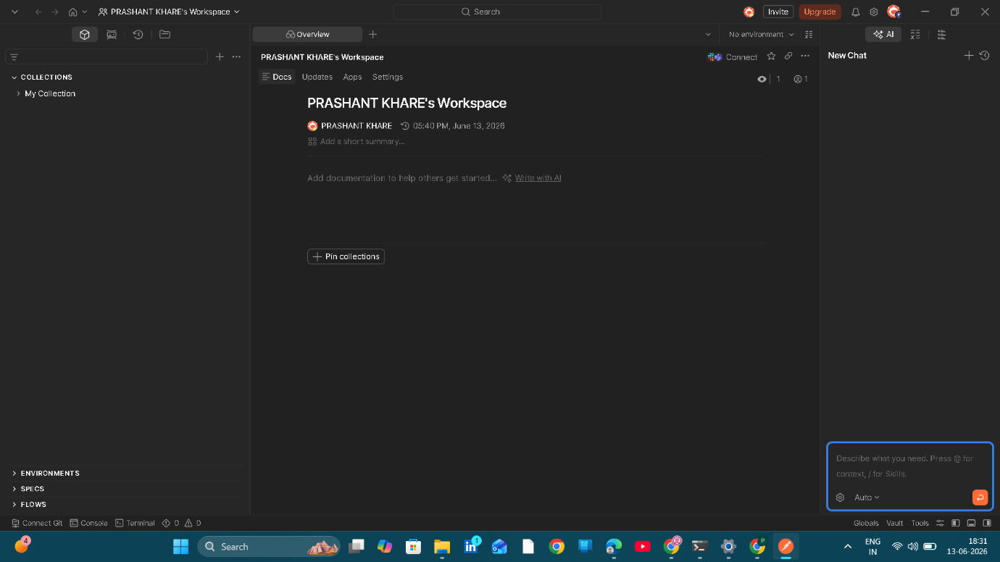 PRASHANT KHARE's Workspace
Search
Invite
Upgrade
Overview
No environment
AI
PRASHANT KHARE's Workspace
Connect
New Chat
COLLECTIONS
Docs Updates Apps Settings
1 1
My Collection
PRASHANT KHARE's Workspace
PRASHANT KHARE 05:40 PM, June 13, 2026
Add a short summary...
Add documentation to help others get started... Write with AI
Pin collections
Describe what you need. Press @ for
context, / for Skills.
Auto
ENVIRONMENTS
SPECS
FLOWS
Connect Git Console Terminal 0 0
Globals Vault Tools
4
Search
1
P
ENG
IN
18:31
13-06-2026